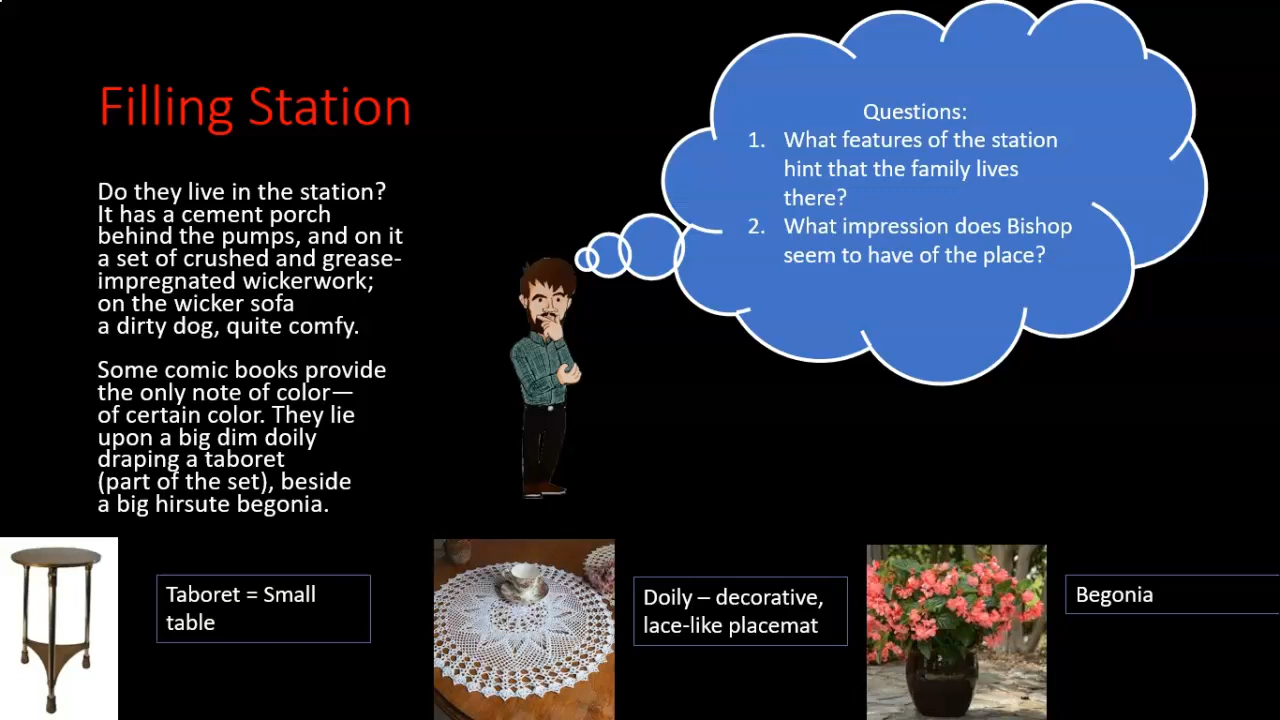 Filling Station
Do they live in the station?
It has a cement porch
behind the pumps, and on it
a set of crushed and grease-
impregnated wickerwork;
on the wicker sofa
a dirty dog, quite comfy.
Some comic books provide
the only note of color—
of certain color. They lie
upon a big dim doily
draping a taboret
(part of the set), beside
a big hirsute begonia.
Questions:
1. What features of the station
hint that the family lives
there?
2. What impression does Bishop
seem to have of the place?
Taboret = Small
table
Doily – decorative,
lace-like placemat
Begonia